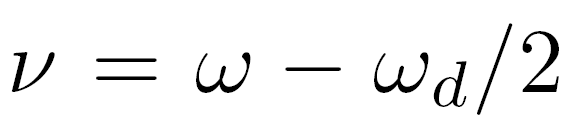 ν = ω − ω_d/2